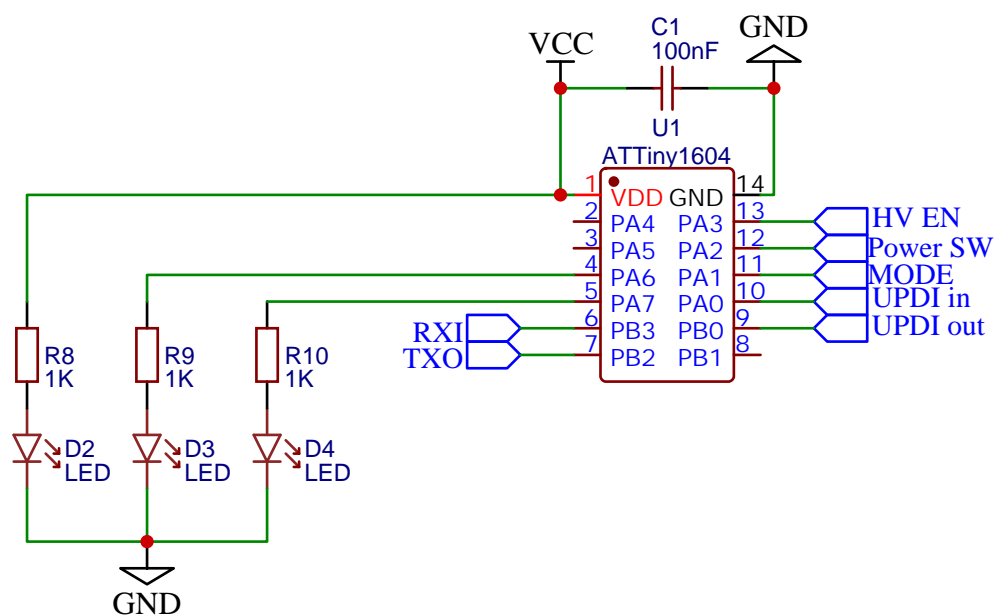 C1
100nF
VCC
GND
U1
ATTiny1604
1 VDD GND 14
2 PA4 PA3 13 HV EN
3 PA5 PA2 12 Power SW
4 PA6 PA1 11 MODE
5 PA7 PA0 10 UPDI in
RXI 6 PB3 PB0 9 UPDI out
TXO 7 PB2 PB1 8
R8
1K
R9
1K
R10
1K
D2
LED
D3
LED
D4
LED
GND